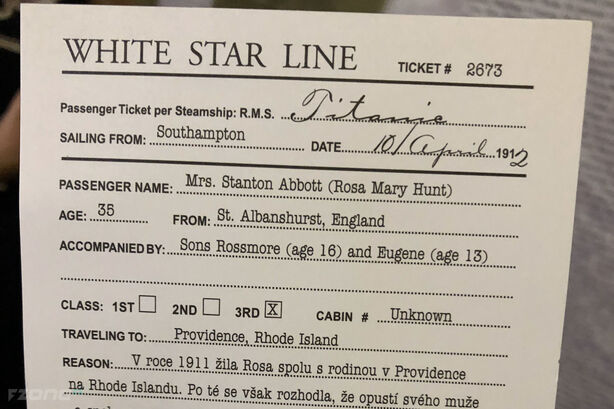 WHITE STAR LINE TICKET # 2673
Passenger Ticket per Steamship: R.M.S. Titanic
SAILING FROM: Southampton DATE 10/April 1912
PASSENGER NAME: Mrs. Stanton Abbott (Rosa Mary Hunt)
AGE: 35 FROM: St. Albanshurst, England
ACCOMPANIED BY: Sons Rossmore (age 16) and Eugene (age 13)
CLASS: 1ST 2ND 3RD X CABIN # Unknown
TRAVELING TO: Providence, Rhode Island
REASON: V roce 1911 žila Rosa spolu s rodinou v Providence
na Rhode Islandu. Po té se však rozhodla, že opustí svého muže